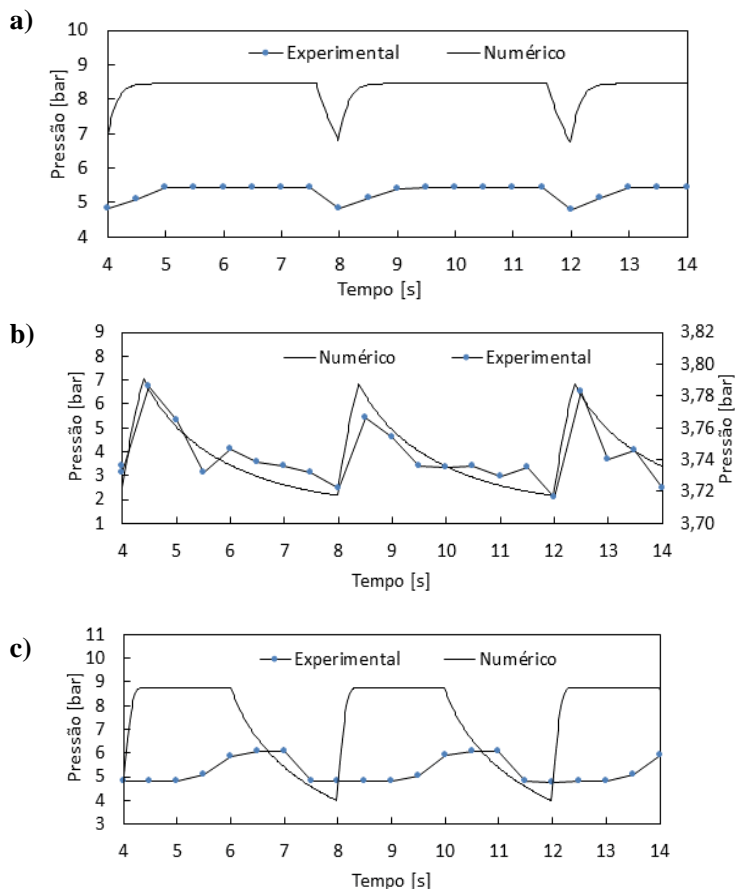 a)
10
9
8
7
6
5
4
Pressão [bar]
Experimental
Numérico
4 5 6 7 8 9 10 11 12 13 14
Tempo [s]
b)
9
8
7
6
5
4
3
2
1
Pressão [bar]
Numérico
Experimental
3,82
3,80
3,78
3,76
3,74
3,72
3,70
Pressão [bar]
4 5 6 7 8 9 10 11 12 13 14
Tempo [s]
c)
11
10
9
8
7
6
5
4
3
Pressão [bar]
Experimental
Numérico
4 5 6 7 8 9 10 11 12 13 14
Tempo [s]